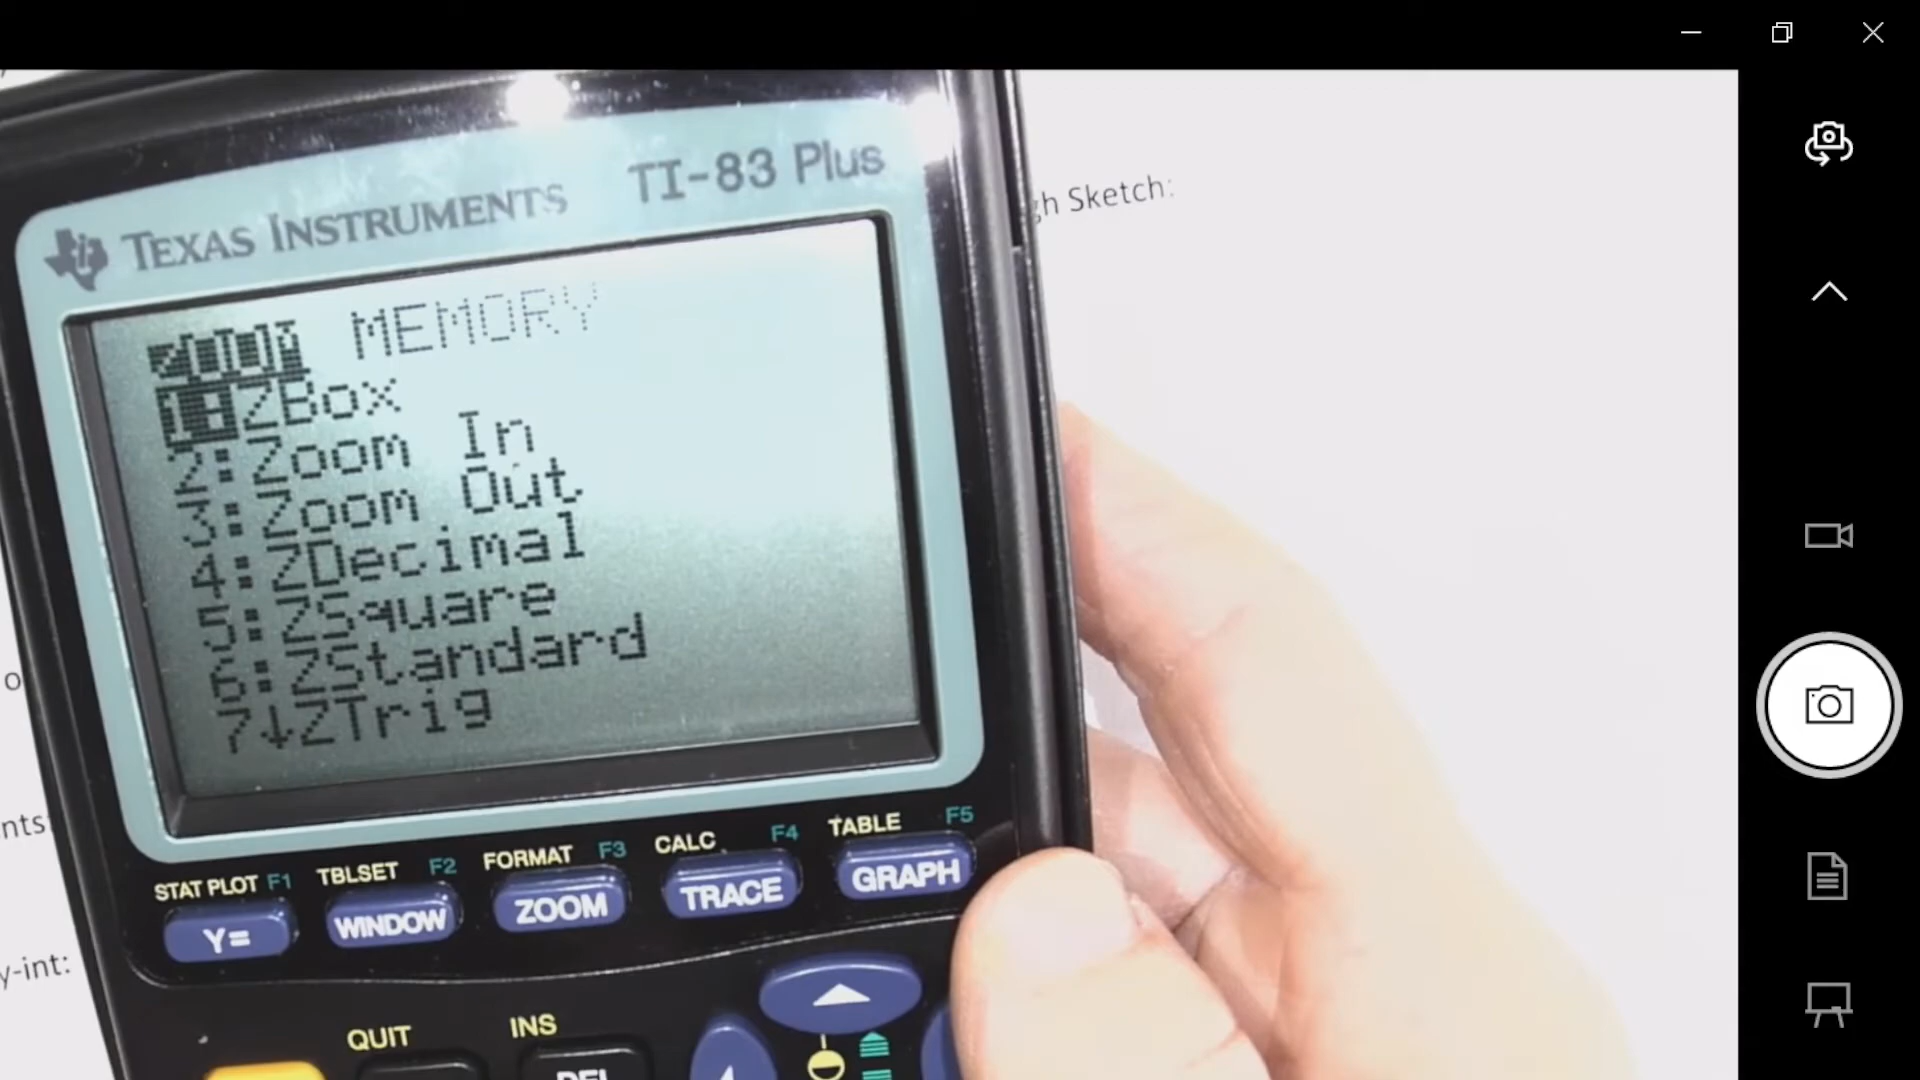 TEXAS INSTRUMENTS TI-83 Plus
ZOOM MEMORY
1:ZBox
2:Zoom In
3:Zoom Out
4:ZDecimal
5:ZSquare
6:ZStandard
7↓ZTrig
STAT PLOT F1 TBLSET F2 FORMAT F3 CALC F4 TABLE F5
Y= WINDOW ZOOM TRACE GRAPH
QUIT INS
DEL
gh Sketch:
nts:
y-int: